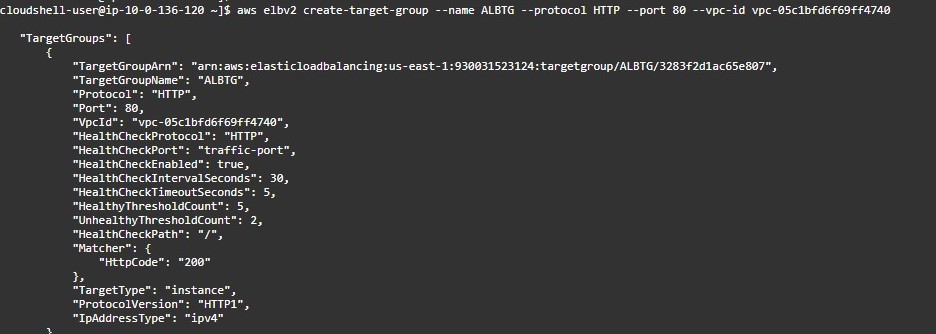 cloudshell-user@ip-10-0-136-120 ~]$ aws elbv2 create-target-group --name ALBTG --protocol HTTP --port 80 --vpc-id vpc-05c1bfd6f69ff4740
"TargetGroups": [
{
"TargetGroupArn": "arn:aws:elasticloadbalancing:us-east-1:930031523124:targetgroup/ALBTG/3283f2d1ac65e807",
"TargetGroupName": "ALBTG",
"Protocol": "HTTP",
"Port": 80,
"VpcId": "vpc-05c1bfd6f69ff4740",
"HealthCheckProtocol": "HTTP",
"HealthCheckPort": "traffic-port",
"HealthCheckEnabled": true,
"HealthCheckIntervalSeconds": 30,
"HealthCheckTimeoutSeconds": 5,
"HealthyThresholdCount": 5,
"UnhealthyThresholdCount": 2,
"HealthCheckPath": "/",
"Matcher": {
"HttpCode": "200"
},
"TargetType": "instance",
"ProtocolVersion": "HTTP1",
"IpAddressType": "ipv4"
}